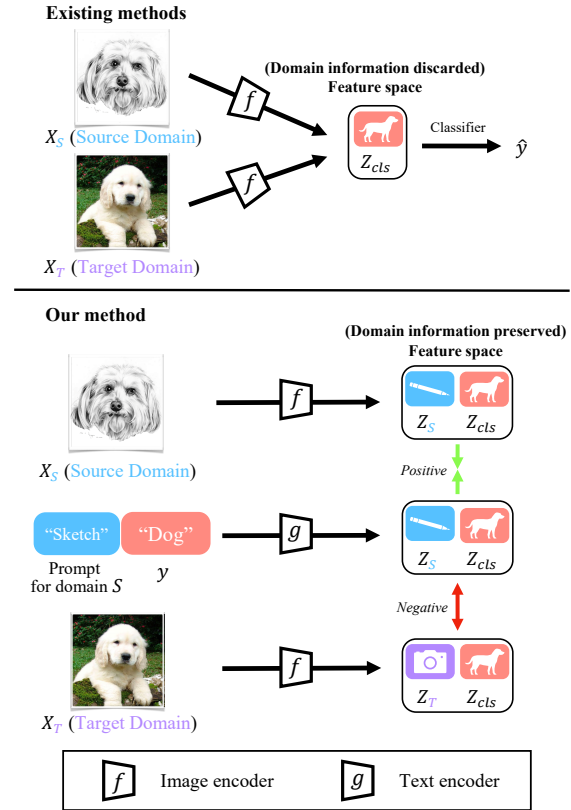 Existing methods
(Domain information discarded)
Feature space
f
X_S (Source Domain)
Z_cls
Classifier
ŷ
f
X_T (Target Domain)
Our method
(Domain information preserved)
Feature space
f
Z_S Z_cls
X_S (Source Domain)
Positive
"Sketch" "Dog"
g
Prompt
for domain S
y
Z_S Z_cls
Negative
f
Z_T Z_cls
X_T (Target Domain)
f Image encoder g Text encoder